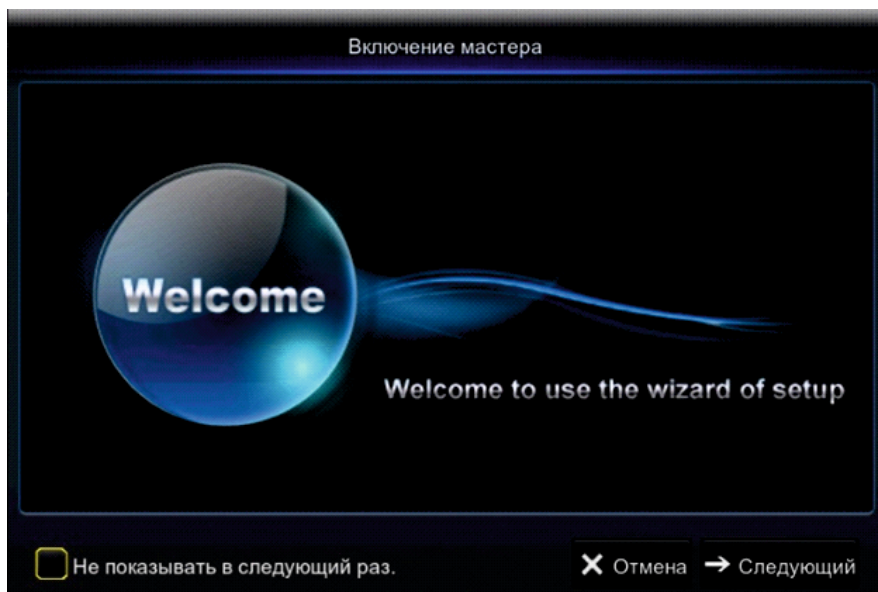 Включение мастера
Welcome
Welcome to use the wizard of setup
Не показывать в следующий раз.
Отмена
Следующий